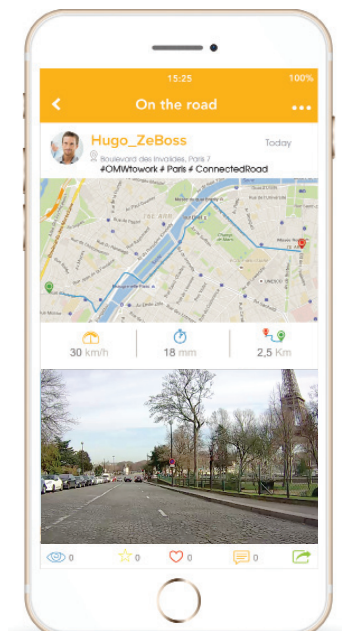 15:25 100%
On the road
Hugo_ZeBoss Today
Boulevard des Invalides, Paris 7
#OMWtowork # Paris # ConnectedRoad
30 km/h 18 mm 2,5 Km
0 0 0 0